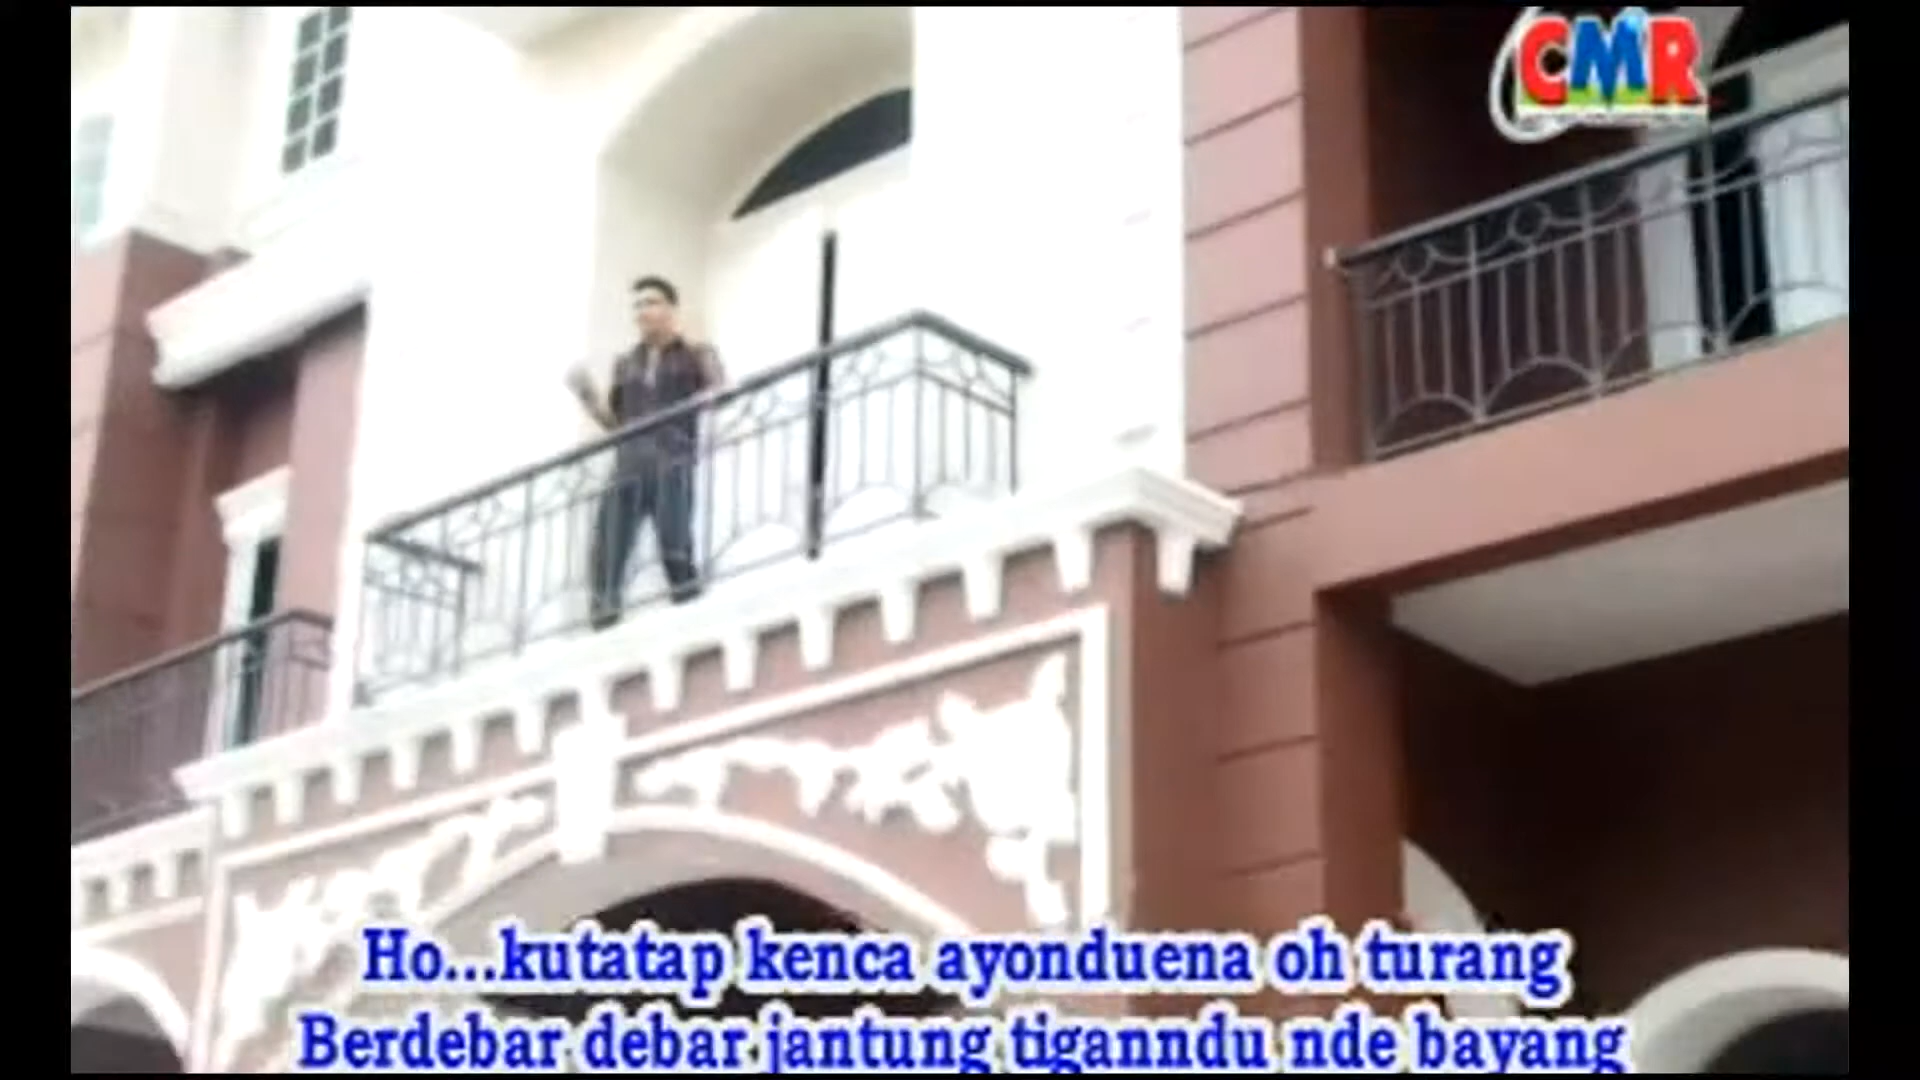 CMR
Ho...kutatap kenca ayonduena oh turang
Berdebar debar jantung tiganndu nde bayang